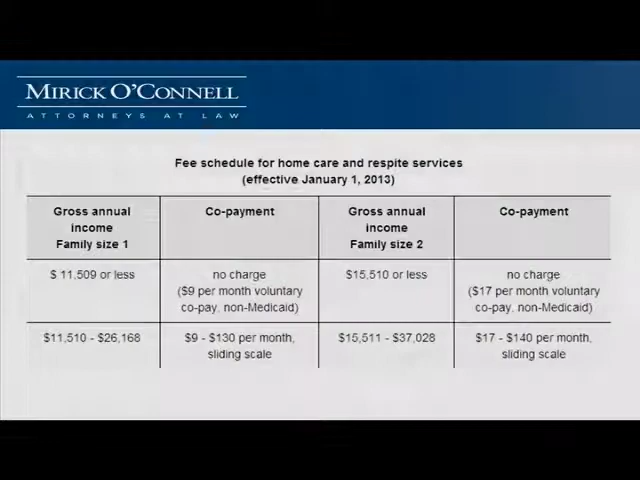 MIRICK O'CONNELL
ATTORNEYS AT LAW
Fee schedule for home care and respite services
(effective January 1, 2013)
Gross annual income Family size 1
Co-payment
Gross annual income Family size 2
Co-payment
$ 11,509 or less
no charge
($9 per month voluntary
co-pay, non-Medicaid)
$15,510 or less
no charge
($17 per month voluntary
co-pay, non-Medicaid)
$11,510 - $26,168
$9 - $130 per month,
sliding scale
$15,511 - $37,028
$17 - $140 per month,
sliding scale